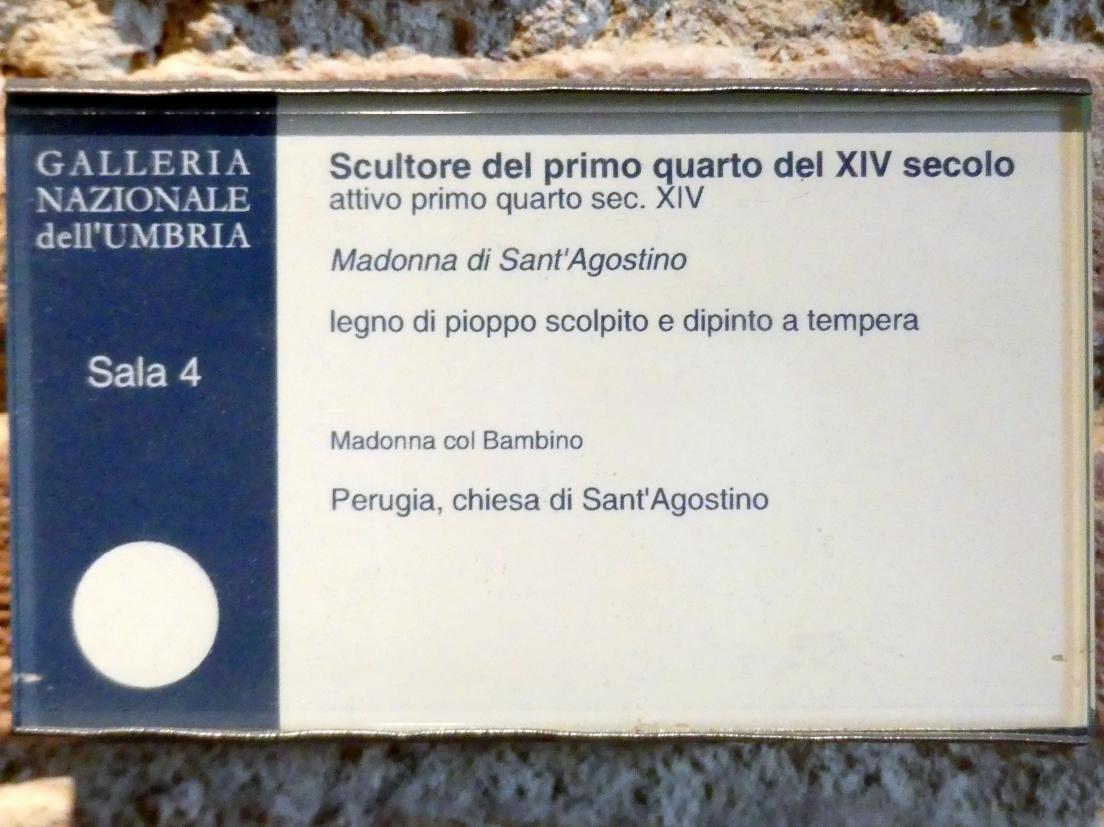 GALLERIA
NAZIONALE
dell'UMBRIA
Sala 4
Scultore del primo quarto del XIV secolo
attivo primo quarto sec. XIV
Madonna di Sant'Agostino
legno di pioppo scolpito e dipinto a tempera
Madonna col Bambino
Perugia, chiesa di Sant'Agostino